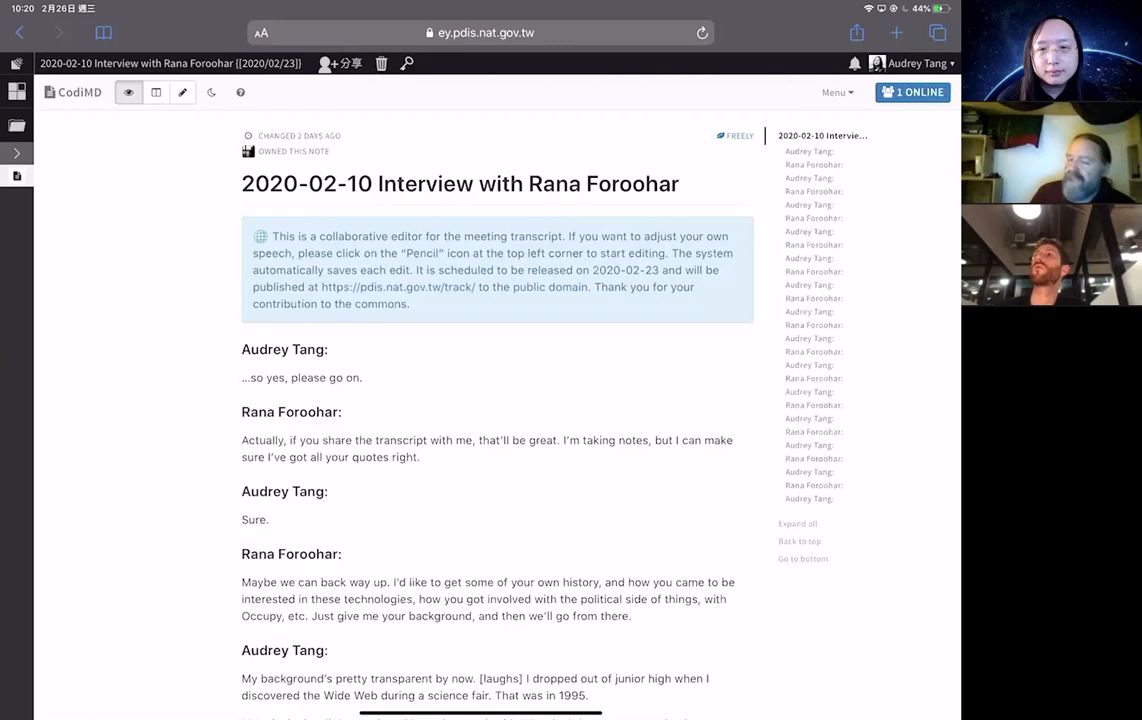 10:20 2月26日 週三
44%
AA
ey.pdis.nat.gov.tw
2020-02-10 Interview with Rana Foroohar {[2020/02/23]}
分享
Audrey Tang
CodiMD
Menu
1 ONLINE
CHANGED 2 DAYS AGO
FREELY
OWNED THIS NOTE
2020-02-10 Interview with Rana Foroohar
This is a collaborative editor for the meeting transcript. If you want to adjust your own
speech, please click on the “Pencil” icon at the top left corner to start editing. The system
automatically saves each edit. It is scheduled to be released on 2020-02-23 and will be
published at https://pdis.nat.gov.tw/track/ to the public domain. Thank you for your
contribution to the commons.
Audrey Tang:
…so yes, please go on.
Rana Foroohar:
Actually, if you share the transcript with me, that’ll be great. I’m taking notes, but I can make
sure I’ve got all your quotes right.
Audrey Tang:
Sure.
Rana Foroohar:
Maybe we can back way up. I’d like to get some of your own history, and how you came to be
interested in these technologies, how you got involved with the political side of things, with
Occupy, etc. Just give me your background, and then we’ll go from there.
Audrey Tang:
My background’s pretty transparent by now. [laughs] I dropped out of junior high when I
discovered the Wide Web during a science fair. That was in 1995.
2020-02-10 Intervie...
Audrey Tang:
Rana Foroohar:
Audrey Tang:
Rana Foroohar:
Audrey Tang:
Rana Foroohar:
Audrey Tang:
Rana Foroohar:
Audrey Tang:
Rana Foroohar:
Audrey Tang:
Rana Foroohar:
Audrey Tang:
Rana Foroohar:
Audrey Tang:
Rana Foroohar:
Audrey Tang:
Rana Foroohar:
Audrey Tang:
Rana Foroohar:
Audrey Tang:
Rana Foroohar:
Audrey Tang:
Rana Foroohar:
Audrey Tang:
Rana Foroohar:
Audrey Tang:
Expand all
Back to top
Go to bottom